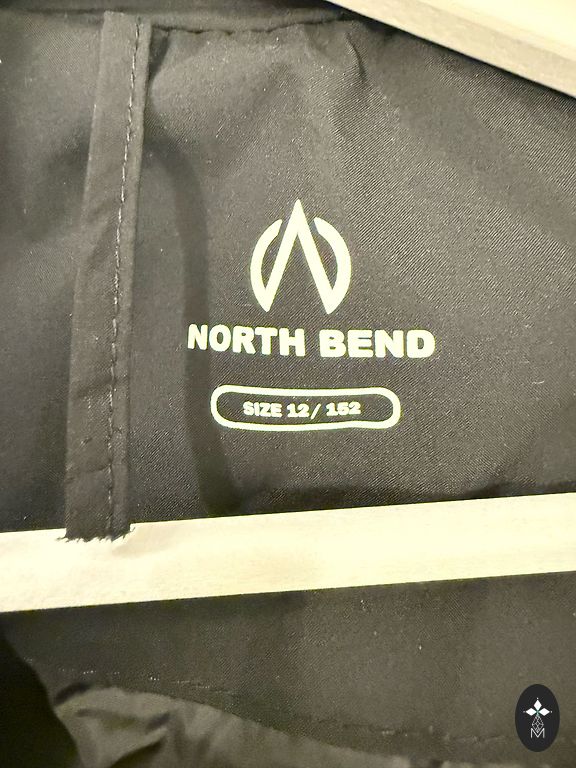 NORTH BEND
SIZE 12/ 152
M